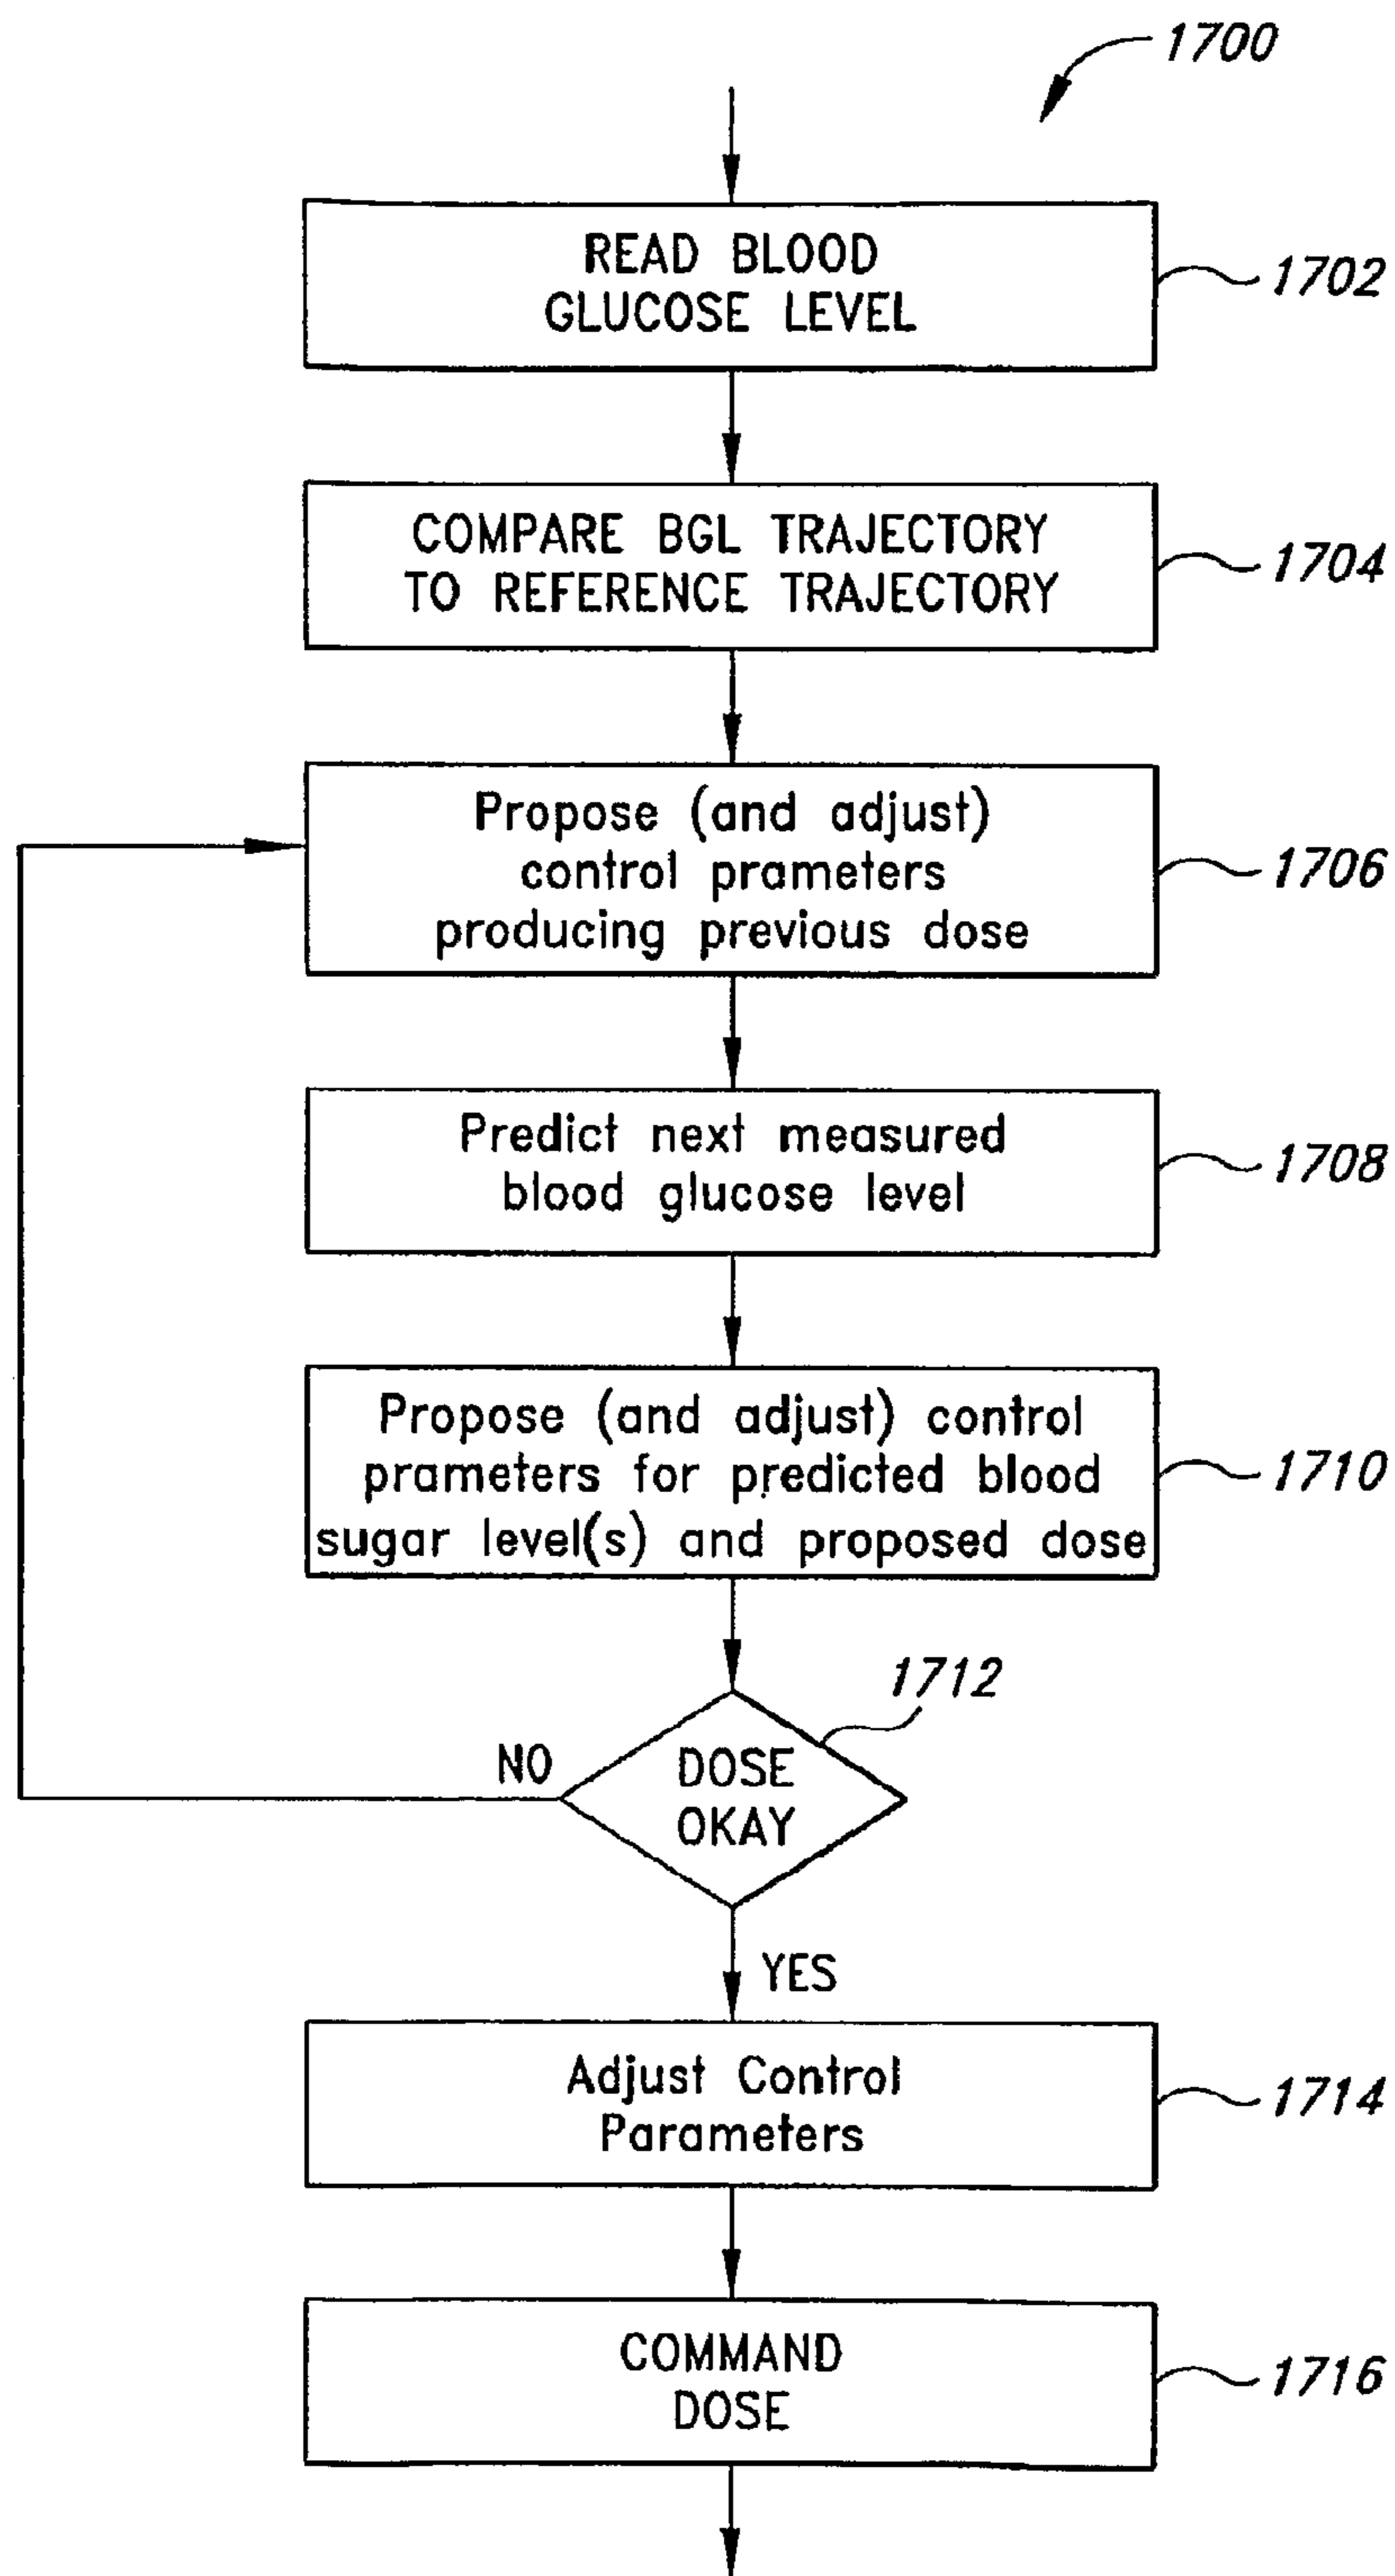 1700
READ BLOOD
GLUCOSE LEVEL
1702
COMPARE BGL TRAJECTORY
TO REFERENCE TRAJECTORY
1704
Propose (and adjust)
control prameters
producing previous dose
1706
Predict next measured
blood glucose level
1708
Propose (and adjust) control
prameters for predicted blood
sugar level(s) and proposed dose
1710
1712
NO
DOSE
OKAY
YES
Adjust Control
Parameters
1714
COMMAND
DOSE
1716